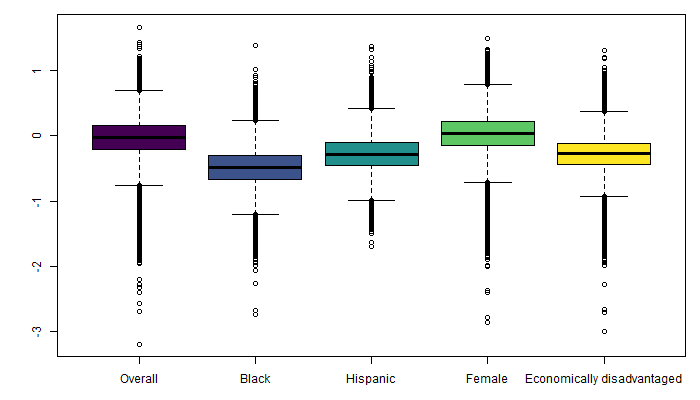 1
0
-1
-2
-3
Overall
Black
Hispanic
Female
Economically disadvantaged